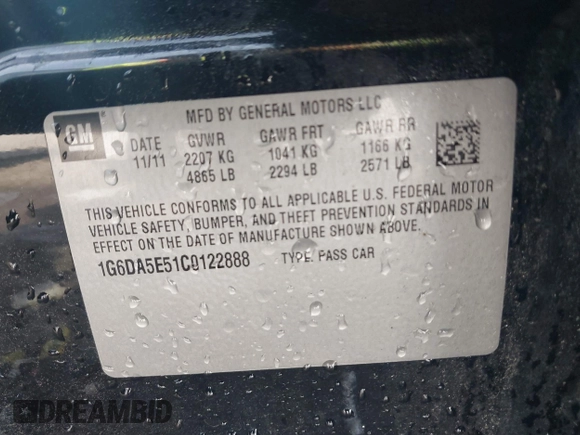 MFD BY GENERAL MOTORS LLC
GM
DATE GVWR GAWR FRT GAWR RR
11/11 2207 KG 1041 KG 1166 KG
4865 LB 2294 LB 2571 LB
THIS VEHICLE CONFORMS TO ALL APPLICABLE U.S. FEDERAL MOTOR
VEHICLE SAFETY, BUMPER, AND THEFT PREVENTION STANDARDS IN
EFFECT ON THE DATE OF MANUFACTURE SHOWN ABOVE.
1G6DA5E51C0122888 TYPE: PASS CAR
DREAMBID